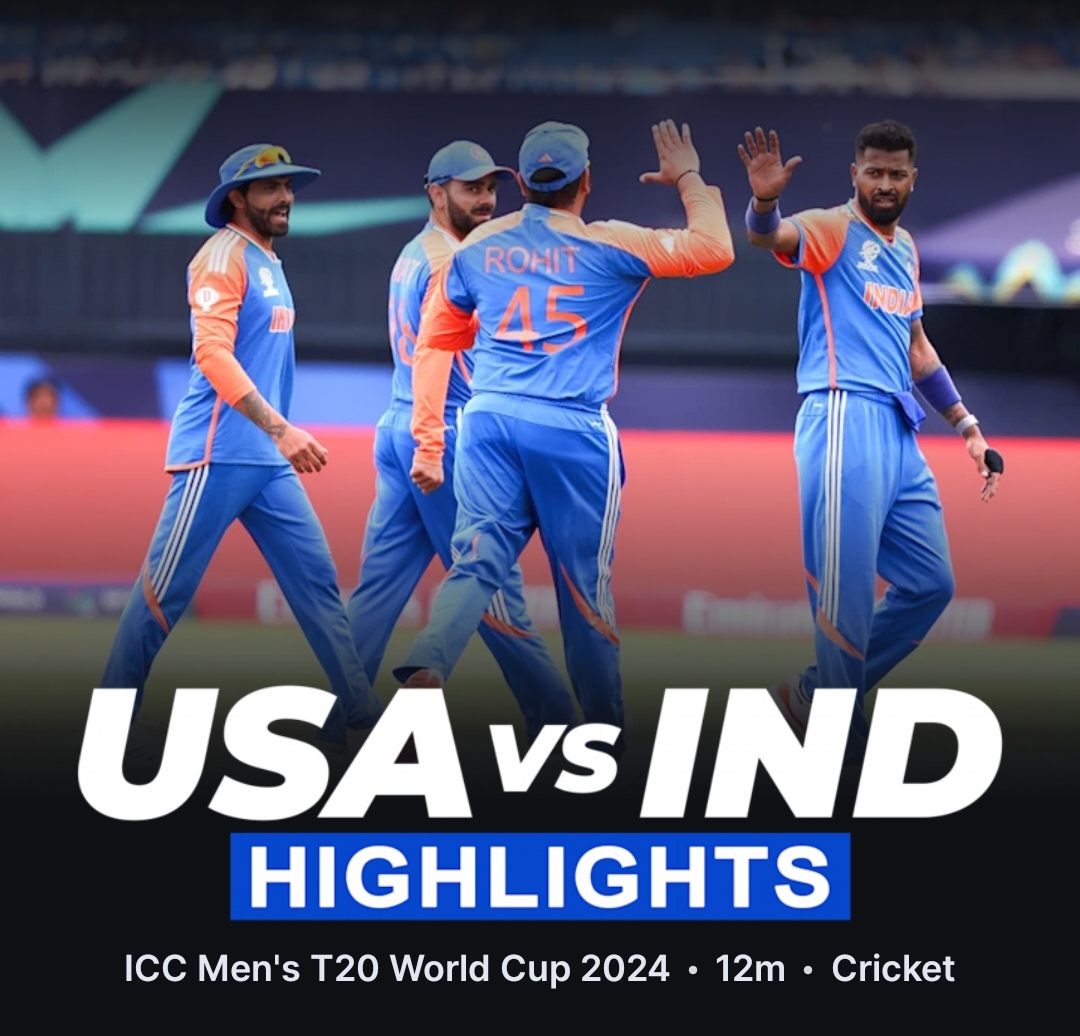 ROHIT
45
INDIA
USA vs IND
HIGHLIGHTS
ICC Men's T20 World Cup 2024 • 12m • Cricket